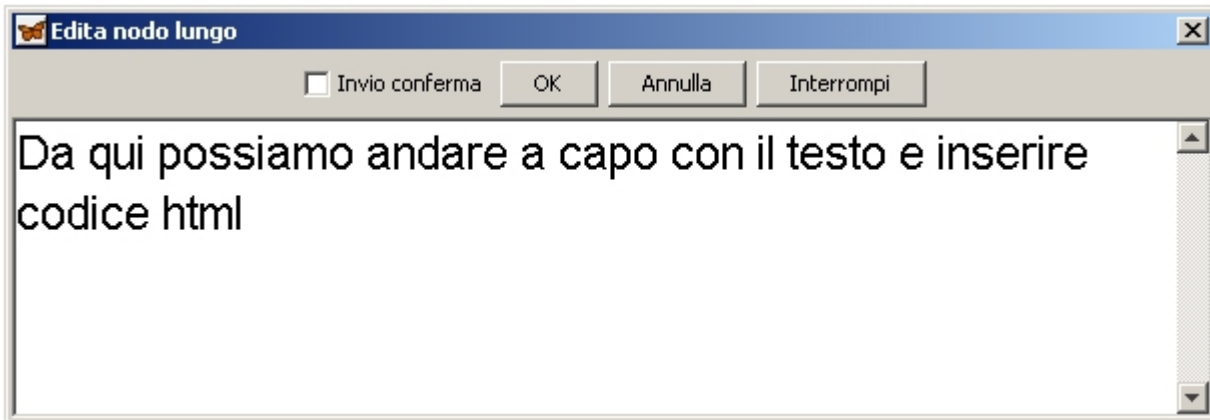 Edita nodo lungo
Invio conferma OK Annulla Interrompi
Da qui possiamo andare a capo con il testo e inserire
codice html